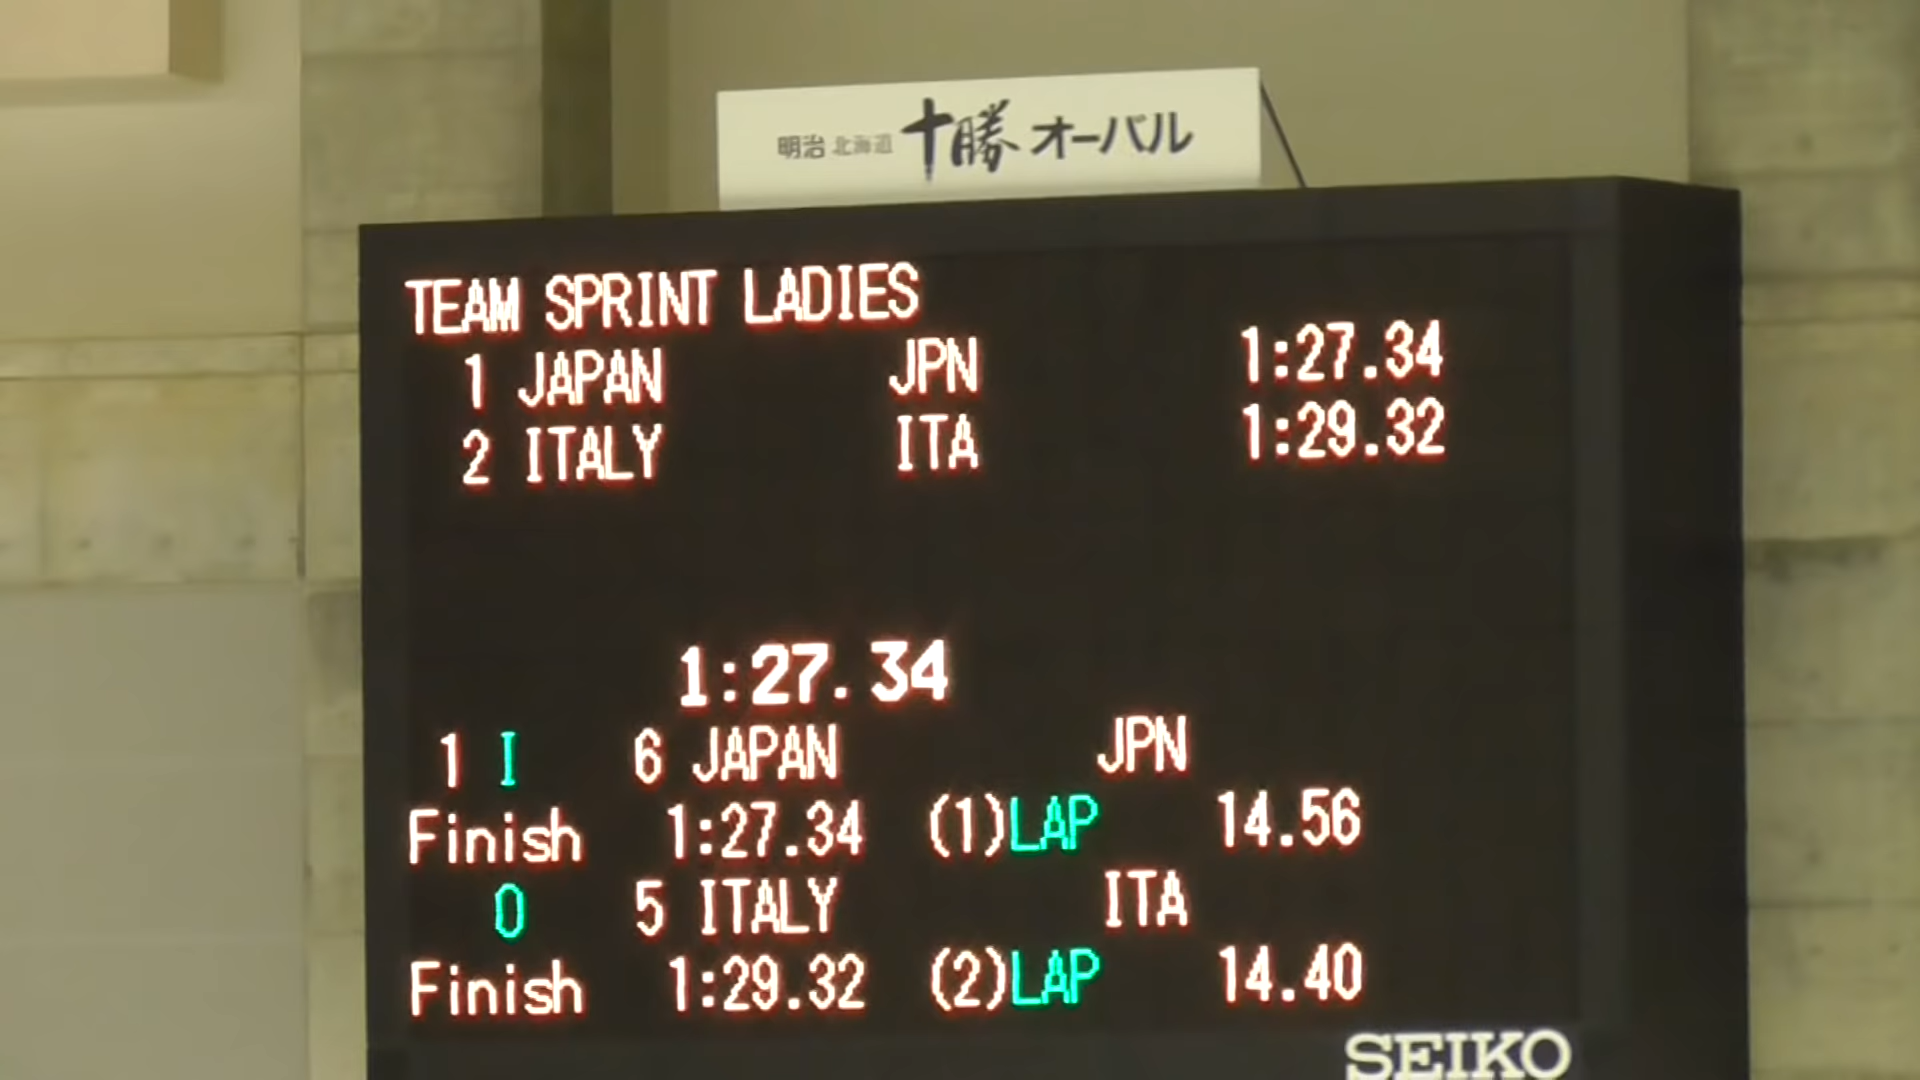 明治 北海道 十勝 オーバル
TEAM SPRINT LADIES
1 JAPAN JPN 1:27.34
2 ITALY ITA 1:29.32
1:27.34
1 I 6 JAPAN JPN
Finish 1:27.34 (1)LAP 14.56
O 5 ITALY ITA
Finish 1:29.32 (2)LAP 14.40
SEIKO